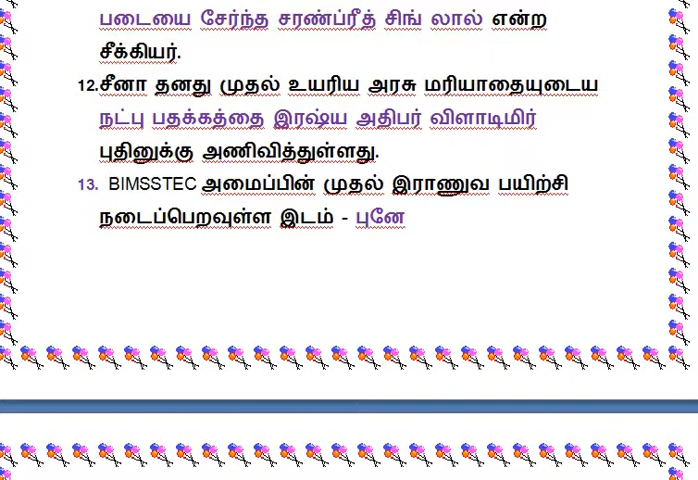 படையை சேர்ந்த சரண்ப்ரீத் சிங் லால் என்ற
சீக்கியர்.
12.சீனா தனது முதல் உயரிய அரசு மரியாதையுடைய
நட்பு பதக்கத்தை இரஷ்ய அதிபர் விளாடிமிர்
புதினுக்கு அணிவித்துள்ளது.
13. BIMSSTEC அமைப்பின் முதல் இராணுவ பயிற்சி
நடைப்பெறவுள்ள இடம் - புனே